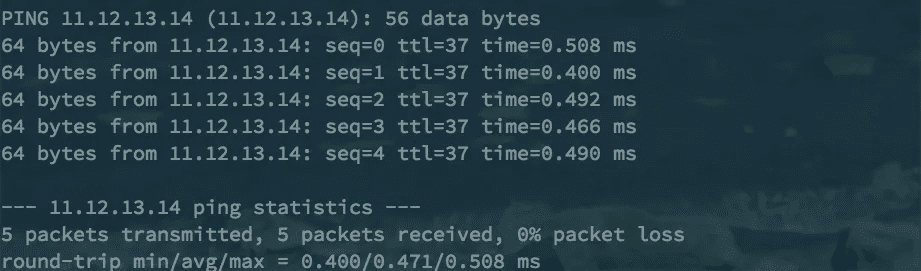 PING 11.12.13.14 (11.12.13.14): 56 data bytes
64 bytes from 11.12.13.14: seq=0 ttl=37 time=0.508 ms
64 bytes from 11.12.13.14: seq=1 ttl=37 time=0.400 ms
64 bytes from 11.12.13.14: seq=2 ttl=37 time=0.492 ms
64 bytes from 11.12.13.14: seq=3 ttl=37 time=0.466 ms
64 bytes from 11.12.13.14: seq=4 ttl=37 time=0.490 ms
--- 11.12.13.14 ping statistics ---
5 packets transmitted, 5 packets received, 0% packet loss
round-trip min/avg/max = 0.400/0.471/0.508 ms